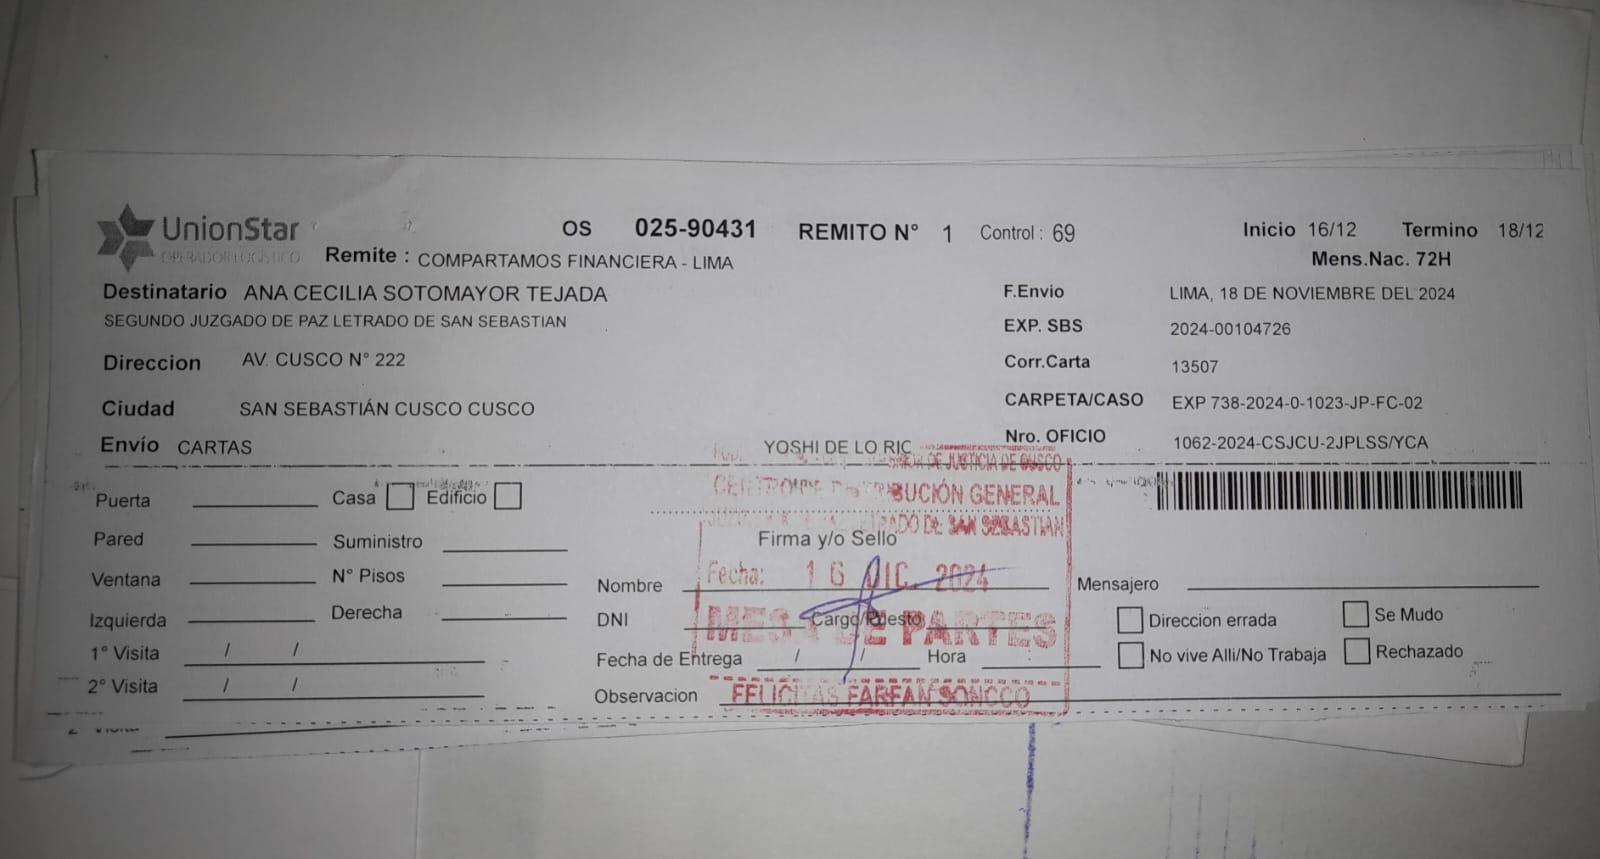 UnionStar
OPERADOR LOGISTICO
OS 025-90431 REMITO N° 1 Control : 69
Inicio 16/12 Termino 18/12
Mens.Nac. 72H
Remite : COMPARTAMOS FINANCIERA - LIMA
Destinatario ANA CECILIA SOTOMAYOR TEJADA
SEGUNDO JUZGADO DE PAZ LETRADO DE SAN SEBASTIAN
Direccion AV. CUSCO N° 222
Ciudad SAN SEBASTIÁN CUSCO CUSCO
Envío CARTAS
YOSHI DE LO RIC
F.Envio LIMA, 18 DE NOVIEMBRE DEL 2024
EXP. SBS 2024-00104726
Corr.Carta 13507
CARPETA/CASO EXP 738-2024-0-1023-JP-FC-02
Nro. OFICIO 1062-2024-CSJCU-2JPLSS/YCA
Puerta Casa Edificio
Pared Suministro
Ventana N° Pisos
Izquierda Derecha
1° Visita / /
2° Visita / /
DE JUSTICIA DE CUSCO
GENERAL
DE SAN SEBASTIAN
Firma y/o Sello
Fecha: 16 DIC. 2024
MESA DE PARTES
FELICITAS FARFAN SONCCO
Nombre
DNI Cargo/Puesto
Fecha de Entrega / / Hora
Observacion
Mensajero
Direccion errada Se Mudo
No vive Alli/No Trabaja Rechazado